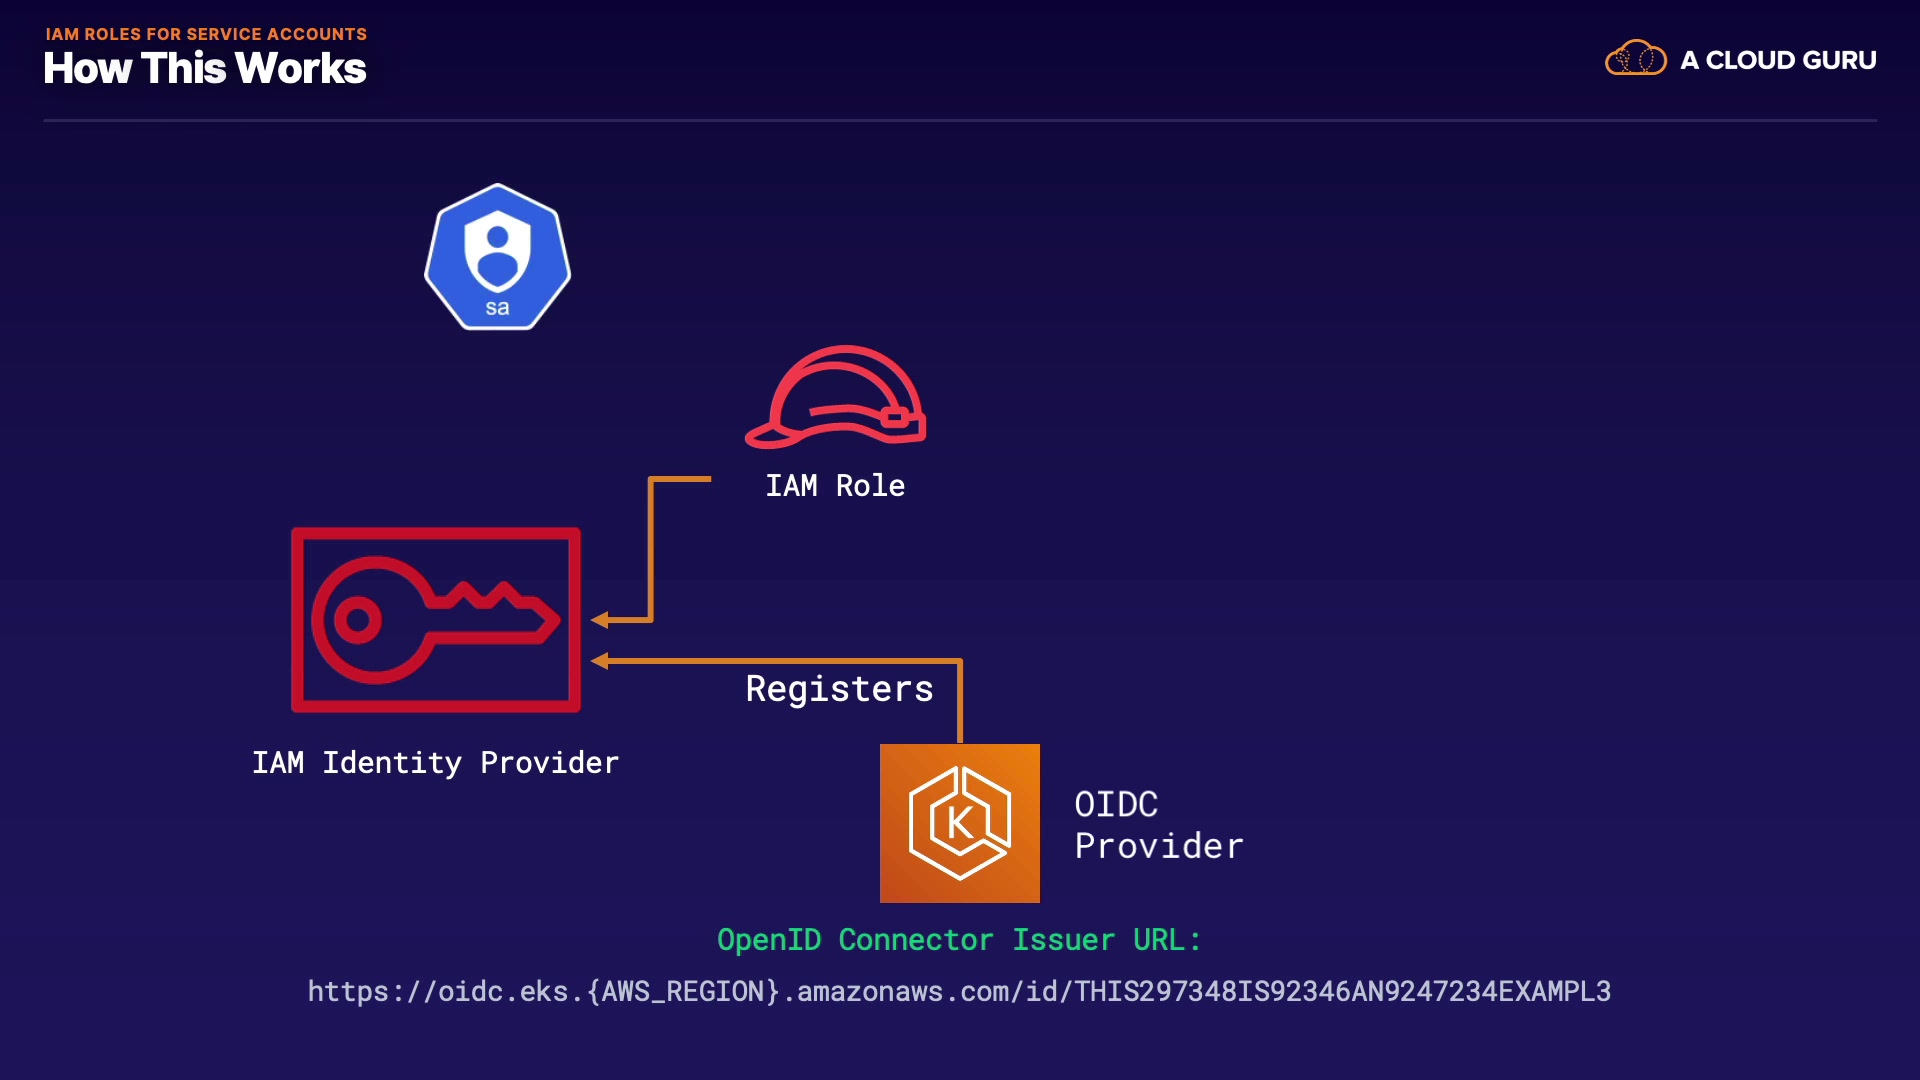 IAM ROLES FOR SERVICE ACCOUNTS
How This Works
A CLOUD GURU
sa
IAM Role
Registers
IAM Identity Provider
K
OIDC
Provider
OpenID Connector Issuer URL:
https://oidc.eks.{AWS_REGION}.amazonaws.com/id/THIS297348IS92346AN9247234EXAMPL3